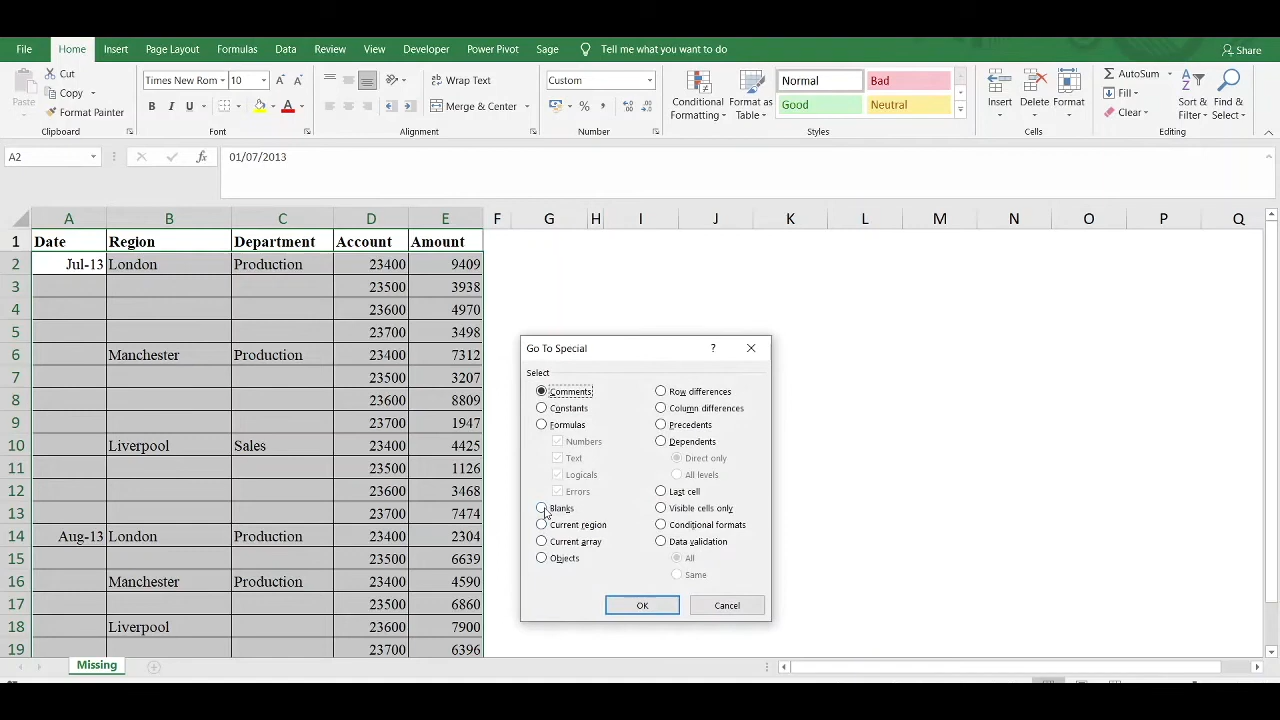 File Home Insert Page Layout Formulas Data Review View Developer Power Pivot Sage Tell me what you want to do Share
Cut Times New Rom 10 Wrap Text Custom Normal Bad AutoSum
Paste Copy Merge & Center Conditional Formatting Format as Table Good Neutral Insert Delete Format Fill Sort & Filter Find & Select
Format Painter Clear
Clipboard Font Alignment Number Styles Cells Editing
A2 fx 01/07/2013
A B C D E F G H I J K L M N O P Q
1 Date Region Department Account Amount
2 Jul-13 London Production 23400 9409
3 23500 3938
4 23600 4970
5 23700 3498
6 Manchester Production 23400 7312
7 23500 3207
8 23600 8809
9 23700 1947
10 Liverpool Sales 23400 4425
11 23500 1126
12 23600 3468
13 23700 7474
14 Aug-13 London Production 23400 2304
15 23500 6639
16 Manchester Production 23400 4590
17 23500 6860
18 Liverpool 23600 7900
19 23700 6396
Go To Special ?
Select
Comments Row differences
Constants Column differences
Formulas Precedents
Numbers Dependents
Text Direct only
Logicals All levels
Errors Last cell
Blanks Visible cells only
Current region Conditional formats
Current array Data validation
Objects All
Same
OK Cancel
Missing